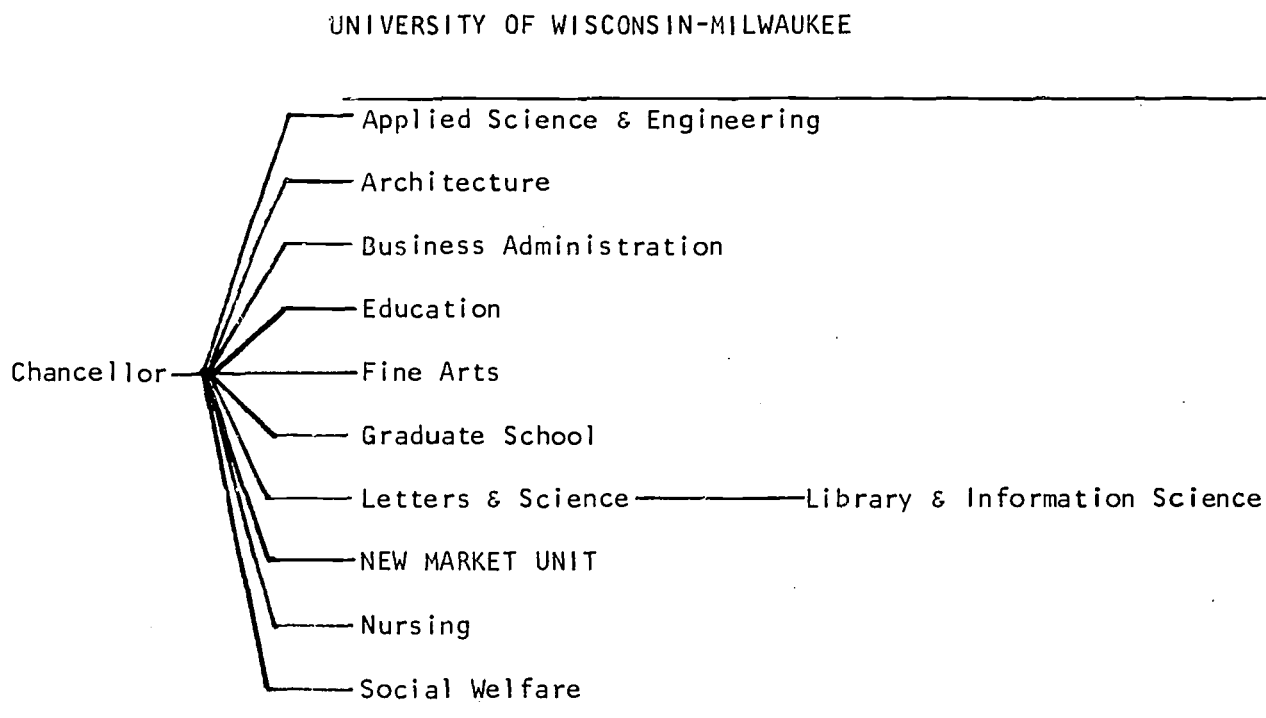 UNIVERSITY OF WISCONSIN-MILWAUKEE
Applied Science & Engineering
Architecture
Business Administration
Education
Chancellor Fine Arts
Graduate School
Letters & Science Library & Information Science
NEW MARKET UNIT
Nursing
Social Welfare